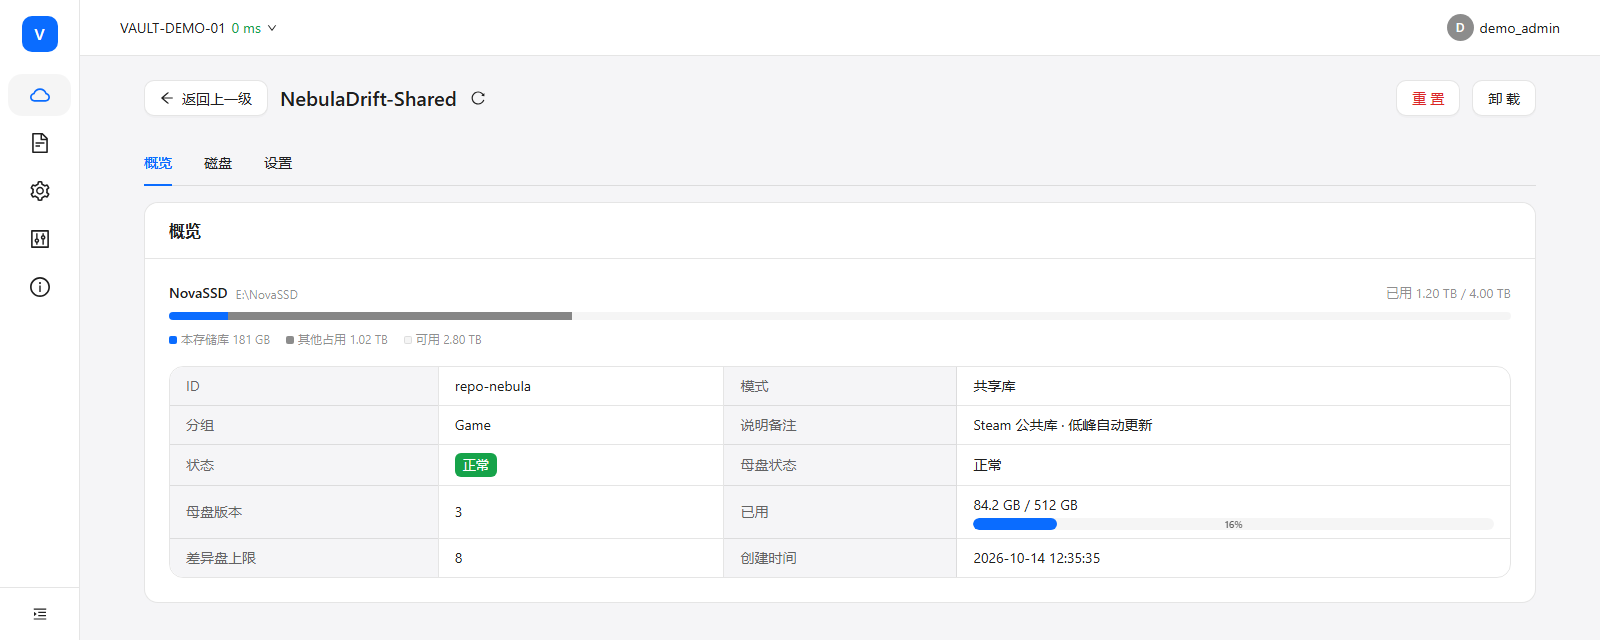 V
VAULT-DEMO-01 0 ms
D demo_admin
返回上一级 NebulaDrift-Shared
重 置 卸 载
概览 磁盘 设置
概览
NovaSSD E:\NovaSSD 已用 1.20 TB / 4.00 TB
本存储库 181 GB 其他占用 1.02 TB 可用 2.80 TB
ID repo-nebula 模式 共享库
分组 Game 说明备注 Steam 公共库 · 低峰自动更新
状态 正常 母盘状态 正常
母盘版本 3 已用 84.2 GB / 512 GB
16%
差异盘上限 8 创建时间 2026-10-14 12:35:35